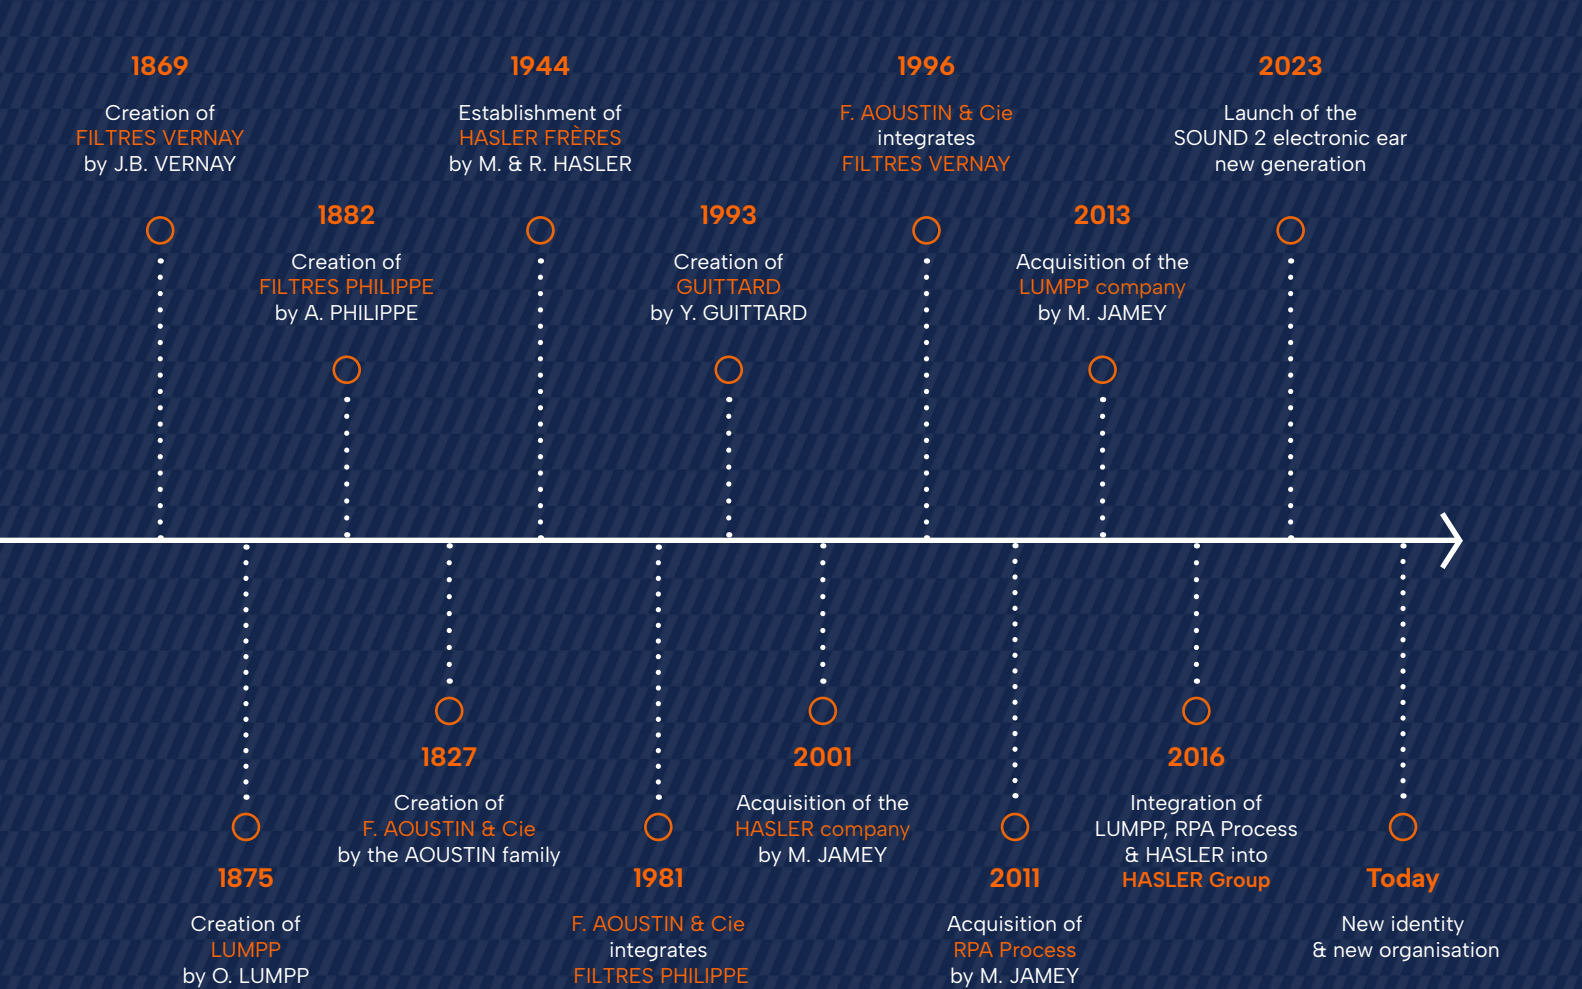 1869
Creation of
FILTRES VERNAY
by J.B. VERNAY
1875
Creation of
LUMPP
by O. LUMPP
1882
Creation of
FILTRES PHILIPPE
by A. PHILIPPE
1827
Creation of
F. AOUSTIN & Cie
by the AOUSTIN family
1944
Establishment of
HASLER FRÈRES
by M. & R. HASLER
1981
F. AOUSTIN & Cie
integrates
FILTRES PHILIPPE
1993
Creation of
GUITTARD
by Y. GUITTARD
2001
Acquisition of the
HASLER company
by M. JAMEY
1996
F. AOUSTIN & Cie
integrates
FILTRES VERNAY
2011
Acquisition of
RPA Process
by M. JAMEY
2013
Acquisition of the
LUMPP company
by M. JAMEY
2016
Integration of
LUMPP, RPA Process
& HASLER into
HASLER Group
2023
Launch of the
SOUND 2 electronic ear
new generation
Today
New identity
& new organisation